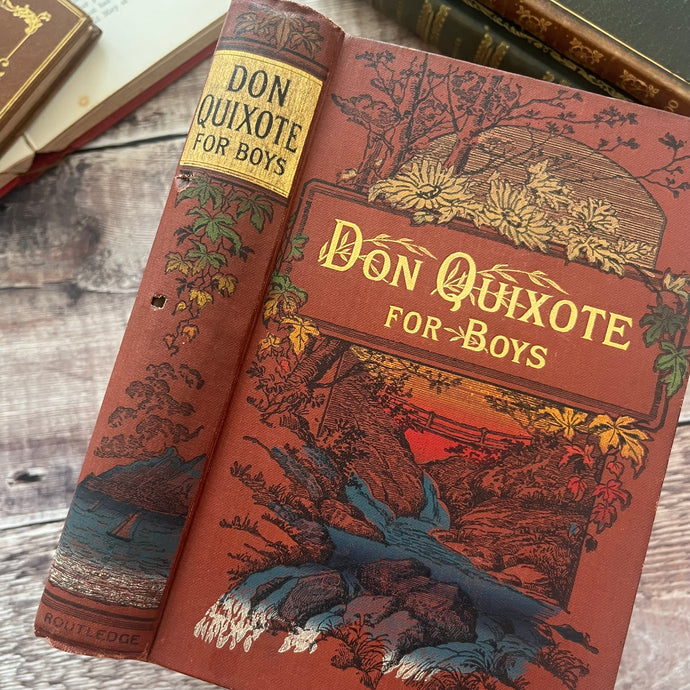 DON
QUIXOTE
FOR BOYS
ROUTLEDGE
DON QUIXOTE
FOR BOYS